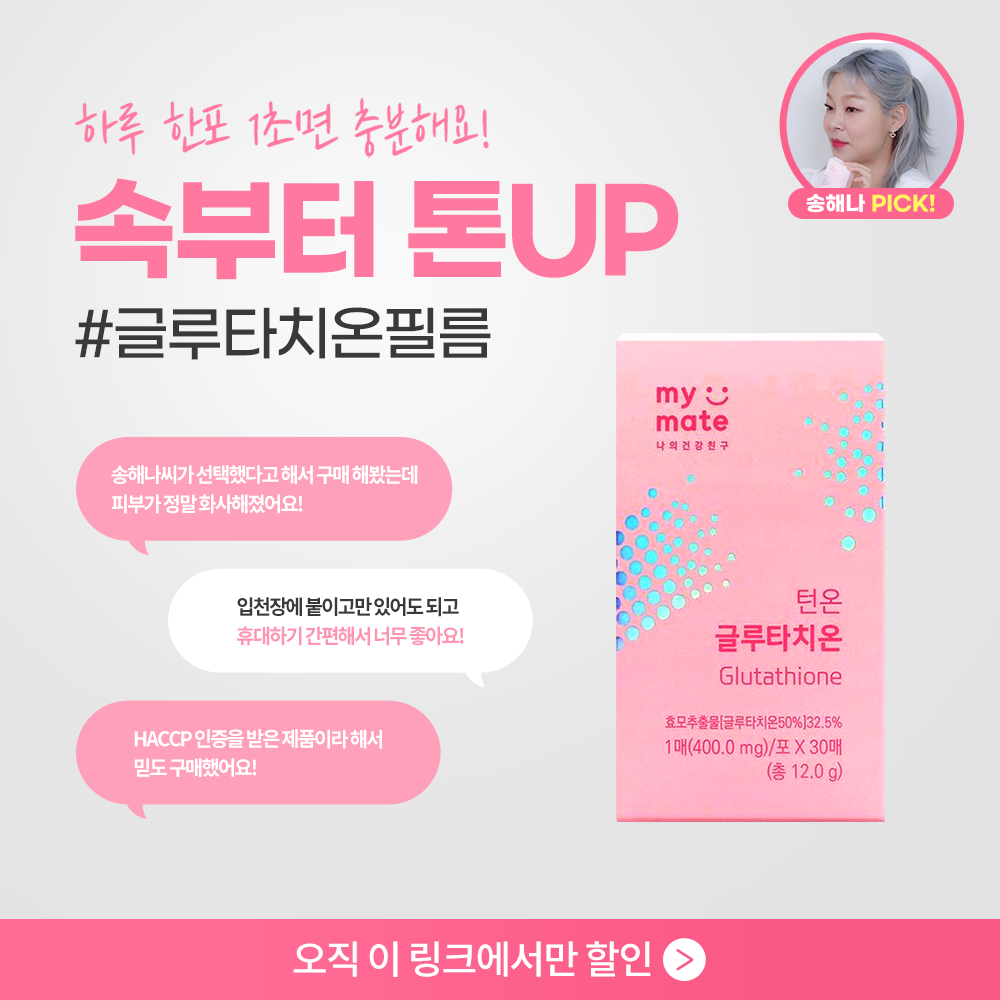 하루 한포 1초면 충분해요!
속부터 톤UP
#글루타치온필름
송해나 PICK!
송해나씨가 선택했다고 해서 구매 해봤는데
피부가 정말 화사해졌어요!
입천장에 붙이고만 있어도 되고
휴대하기 간편해서 너무 좋아요!
HACCP 인증을 받은 제품이라 해서
믿도 구매했어요!
my
mate
나의건강친구
턴온
글루타치온
Glutathione
효모추출물[글루타치온50%]32.5%
1매(400.0 mg)/포 X 30매
(총 12.0 g)
오직 이 링크에서만 할인 >